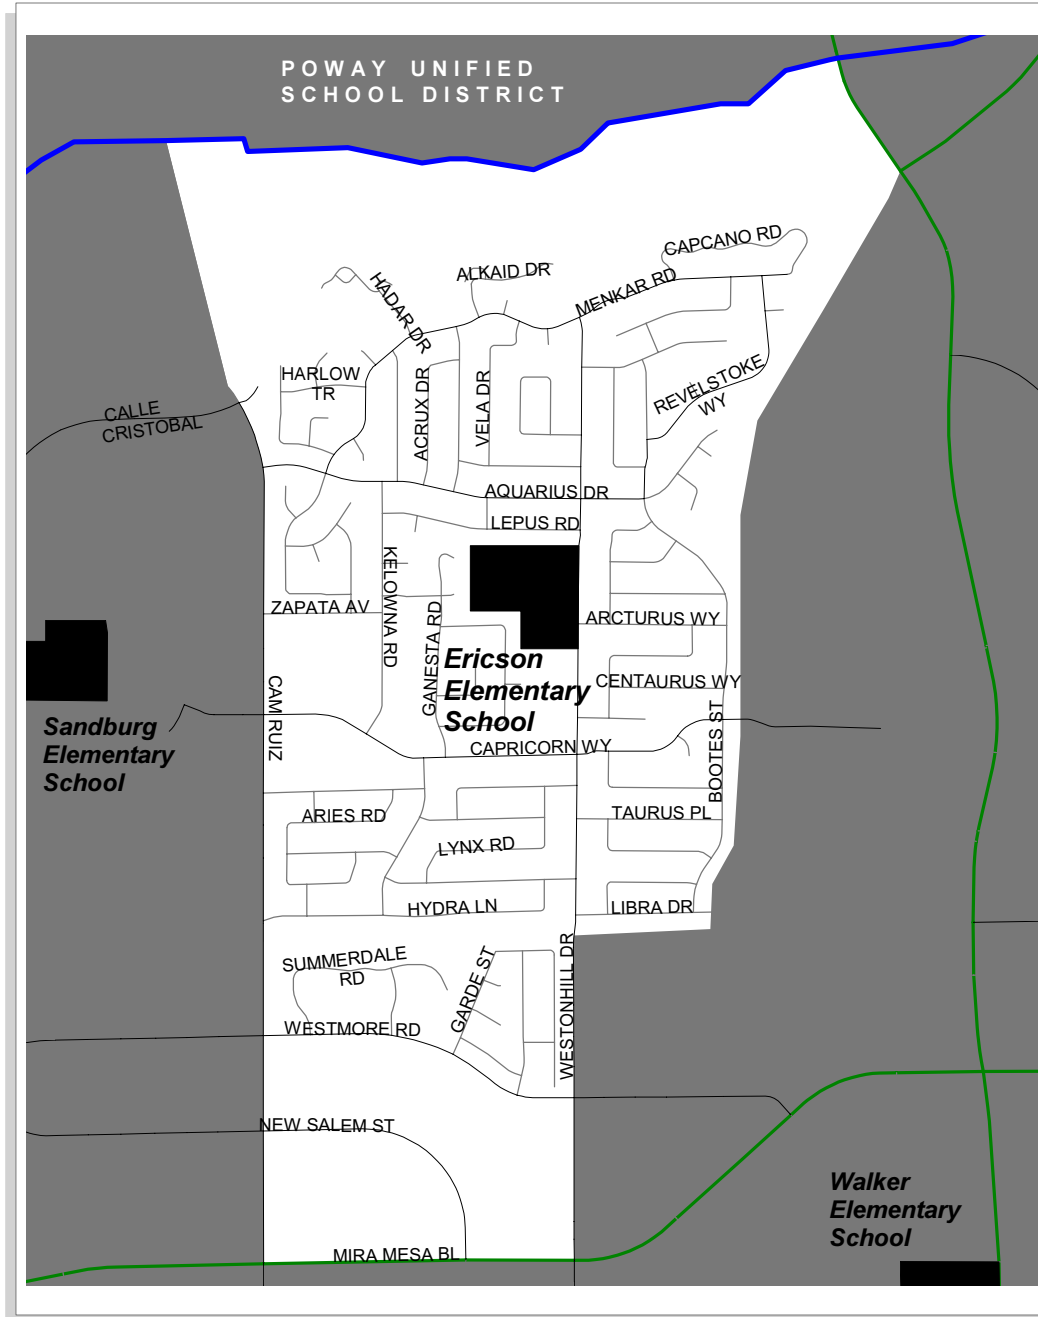 POWAY UNIFIED
SCHOOL DISTRICT
CAPCANO RD
ALKAID DR
MENKAR RD
HADAR DR
HARLOW
TR
ACRUX DR
VELA DR
REVELSTOKE
WY
CALLE
CRISTOBAL
AQUARIUS DR
LEPUS RD
KELOWNA RD
ZAPATA AV
GANESTA RD
ARCTURUS WY
Ericson
Elementary
School
CENTAURUS WY
CAM RUIZ
Sandburg
Elementary
School
BOOTES ST
CAPRICORN WY
ARIES RD
TAURUS PL
LYNX RD
HYDRA LN
LIBRA DR
SUMMERDALE
RD
GARDE ST
WESTONHILL DR
WESTMORE RD
NEW SALEM ST
Walker
Elementary
School
MIRA MESA BL